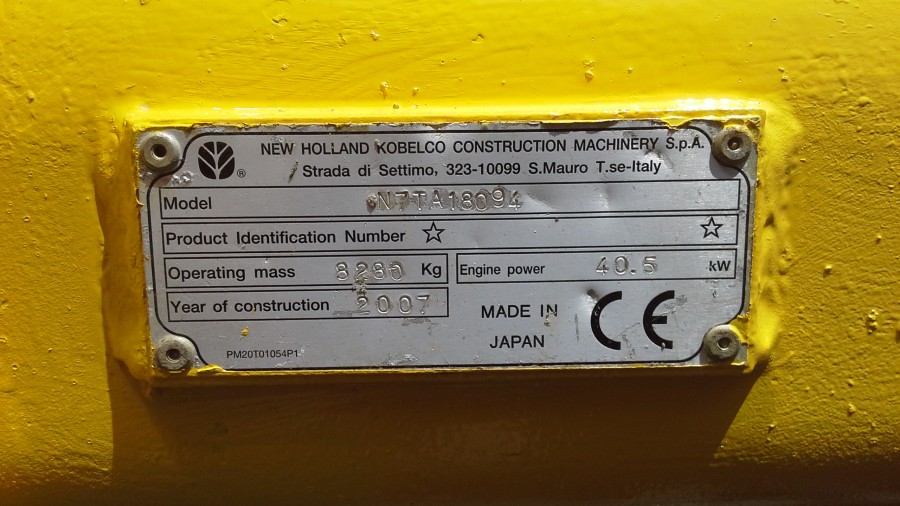 NEW HOLLAND KOBELCO CONSTRUCTION MACHINERY S.p.A.
Strada di Settimo, 323-10099 S.Mauro T.se-Italy
®
Model N7TA18094
Product Identification Number ☆ ☆
Operating mass 8280 Kg
Engine power 40.5 kW
Year of construction 2007
MADE IN
JAPAN
CE
PM20T01054P1